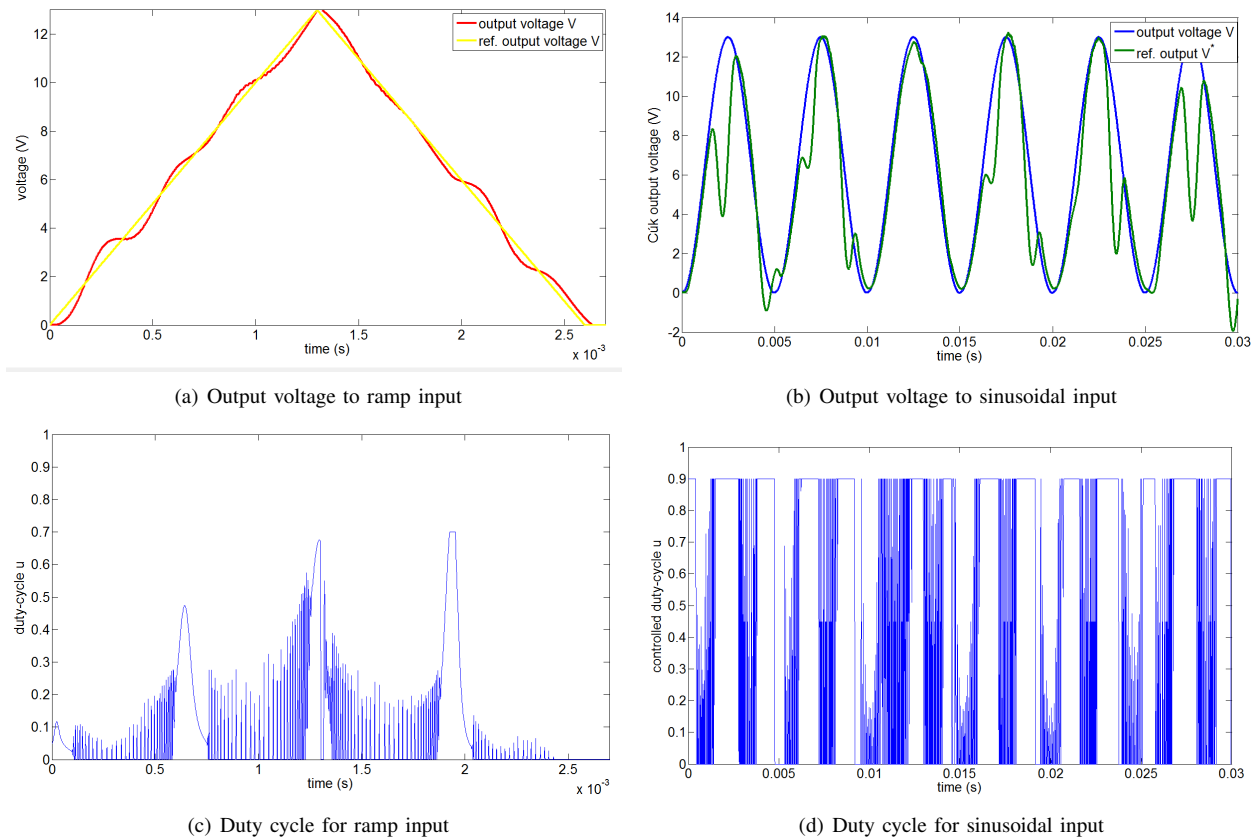 output voltage V
ref. output voltage V
12
10
8
6
4
2
0
voltage (V)
0 0.5 1 1.5 2 2.5
time (s)
x 10⁻³
(a) Output voltage to ramp input
output voltage V
ref. output V*
14
12
10
8
6
4
2
0
-2
Cúk output voltage (V)
0 0.005 0.01 0.015 0.02 0.025 0.03
time (s)
(b) Output voltage to sinusoidal input
1
0.9
0.8
0.7
0.6
0.5
0.4
0.3
0.2
0.1
0
duty-cycle u
0 0.5 1 1.5 2 2.5
time (s)
x 10⁻³
(c) Duty cycle for ramp input
1
0.9
0.8
0.7
0.6
0.5
0.4
0.3
0.2
0.1
0
controlled duty-cycle u
0 0.005 0.010 0.015 0.02 0.025 0.03
time (s)
(d) Duty cycle for sinusoidal input